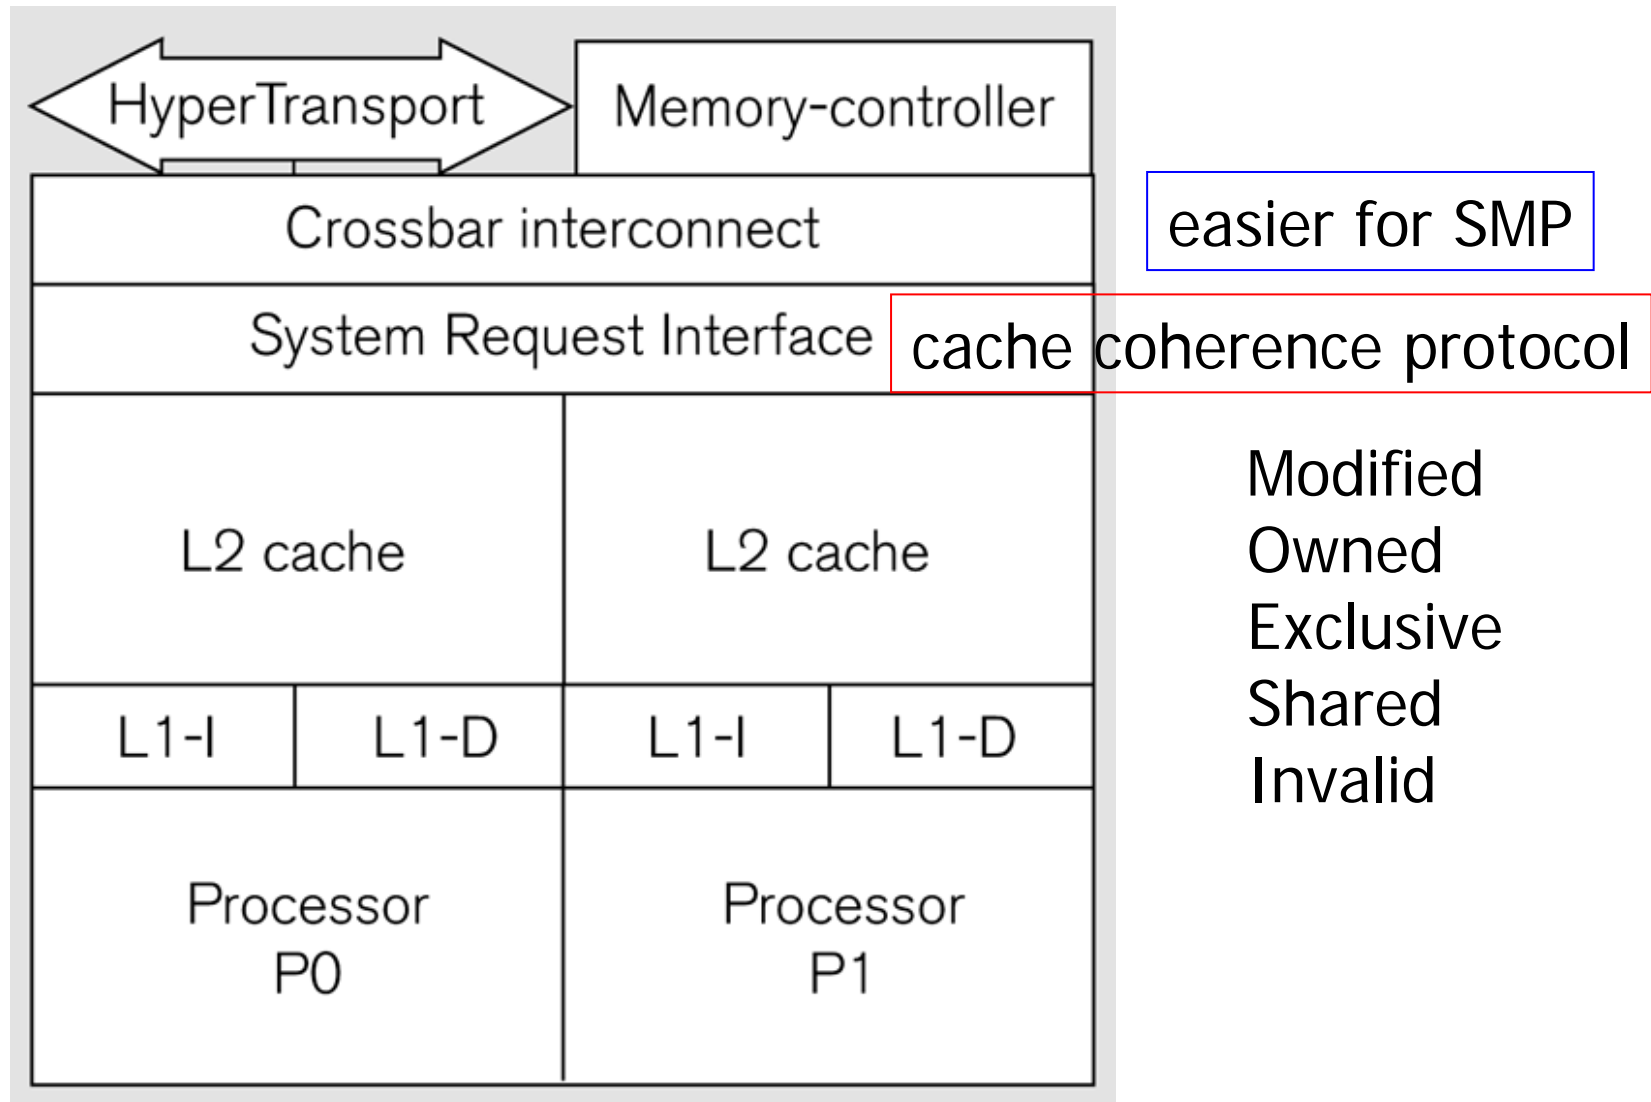 HyperTransport
Memory-controller
Crossbar interconnect
easier for SMP
System Request Interface
cache coherence protocol
L2 cache
L2 cache
Modified
Owned
Exclusive
Shared
Invalid
L1-I
L1-D
L1-I
L1-D
Processor
P0
Processor
P1